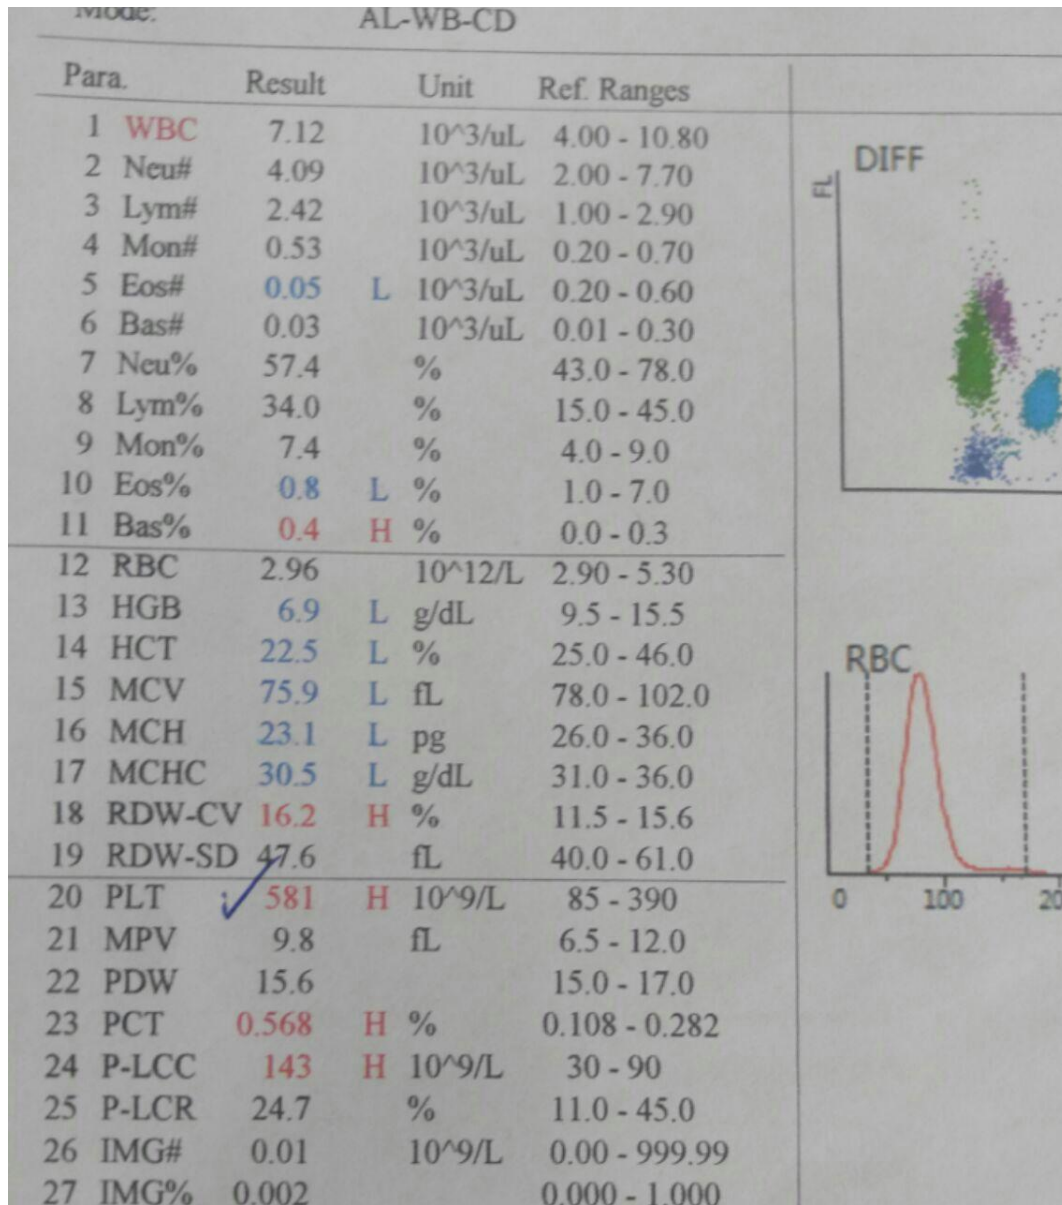 Mode: AL-WB-CD
Para. Result Unit Ref. Ranges
1 WBC 7.12 10^3/uL 4.00 - 10.80
2 Neu# 4.09 10^3/uL 2.00 - 7.70
3 Lym# 2.42 10^3/uL 1.00 - 2.90
4 Mon# 0.53 10^3/uL 0.20 - 0.70
5 Eos# 0.05 L 10^3/uL 0.20 - 0.60
6 Bas# 0.03 10^3/uL 0.01 - 0.30
7 Neu% 57.4 % 43.0 - 78.0
8 Lym% 34.0 % 15.0 - 45.0
9 Mon% 7.4 % 4.0 - 9.0
10 Eos% 0.8 L % 1.0 - 7.0
11 Bas% 0.4 H % 0.0 - 0.3
12 RBC 2.96 10^12/L 2.90 - 5.30
13 HGB 6.9 L g/dL 9.5 - 15.5
14 HCT 22.5 L % 25.0 - 46.0
15 MCV 75.9 L fL 78.0 - 102.0
16 MCH 23.1 L pg 26.0 - 36.0
17 MCHC 30.5 L g/dL 31.0 - 36.0
18 RDW-CV 16.2 H % 11.5 - 15.6
19 RDW-SD 47.6 fL 40.0 - 61.0
20 PLT 581 H 10^9/L 85 - 390
21 MPV 9.8 fL 6.5 - 12.0
22 PDW 15.6 15.0 - 17.0
23 PCT 0.568 H % 0.108 - 0.282
24 P-LCC 143 H 10^9/L 30 - 90
25 P-LCR 24.7 % 11.0 - 45.0
26 IMG# 0.01 10^9/L 0.00 - 999.99
27 IMG% 0.002 0.000 - 1.000
DIFF
FL
RBC
0 100 20